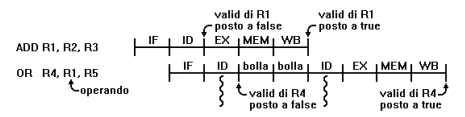 valid di R1 posto a false
valid di R1 posto a true
ADD R1, R2, R3
IF ID EX MEM WB
OR R4, R1, R5
IF ID bolla bolla ID EX MEM WB
operando
valid di R4 posto a false
valid di R4 posto a true